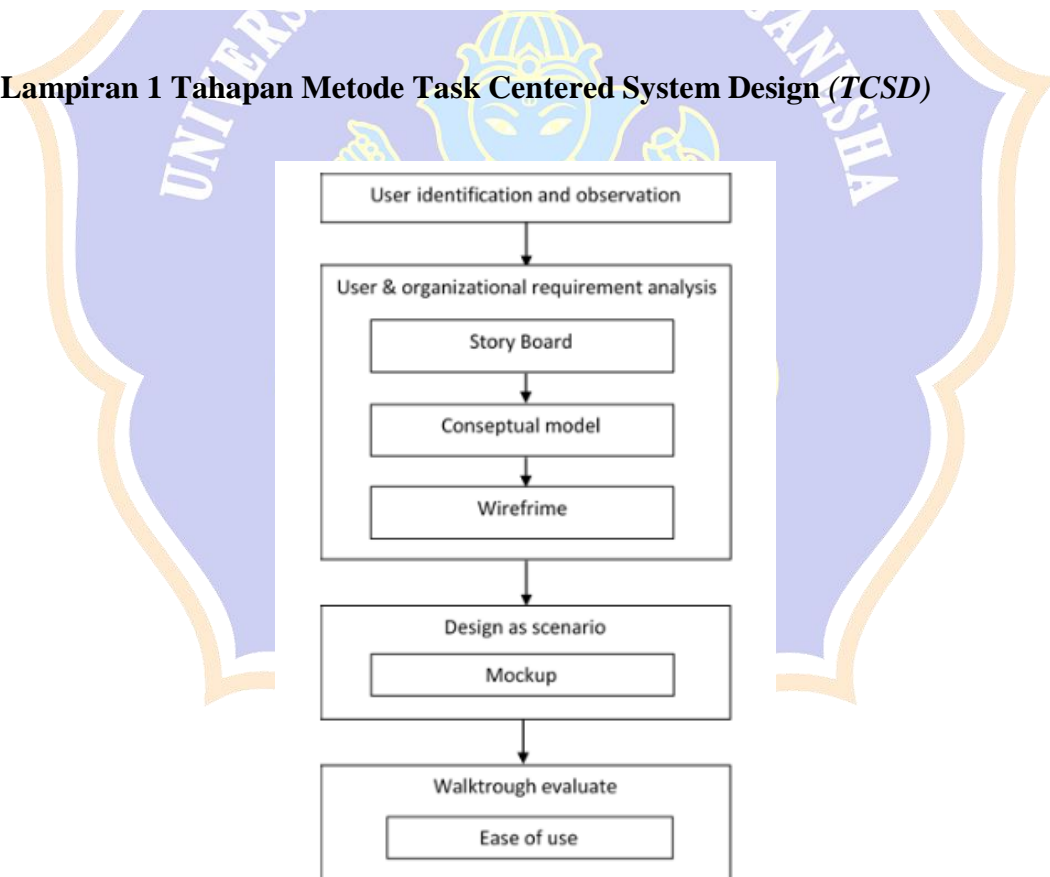 Lampiran 1 Tahapan Metode Task Centered System Design (TCSD)
User identification and observation
User & organizational requirement analysis
Story Board
Conseptual model
Wirefrime
Design as scenario
Mockup
Walktrough evaluate
Ease of use